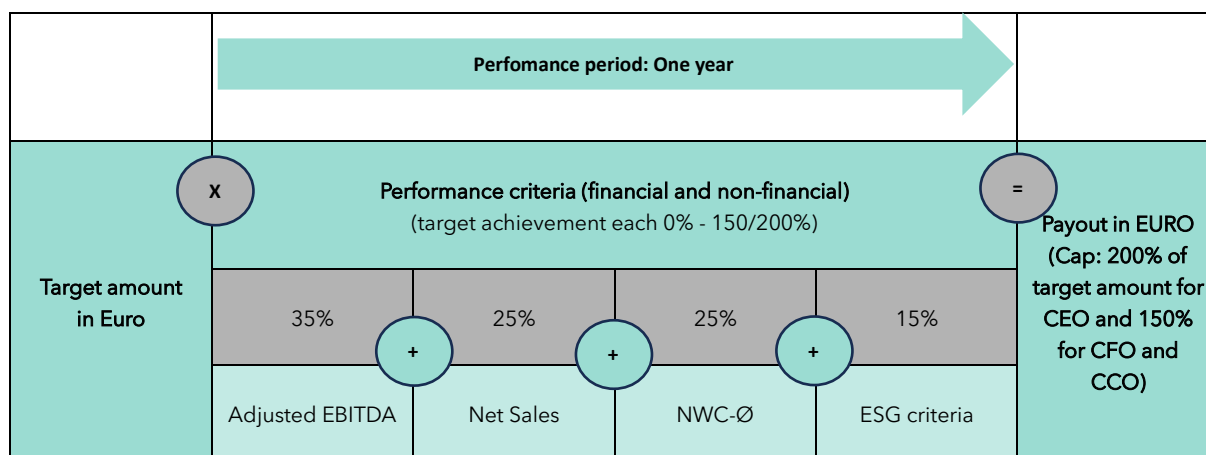 Perfomance period: One year
X
Performance criteria (financial and non-financial)
(target achievement each 0% - 150/200%)
=
Target amount
in Euro
35%
+
25%
+
25%
+
15%
Adjusted EBITDA
Net Sales
NWC-Ø
ESG criteria
Payout in EURO
(Cap: 200% of
target amount for
CEO and 150%
for CFO and
CCO)